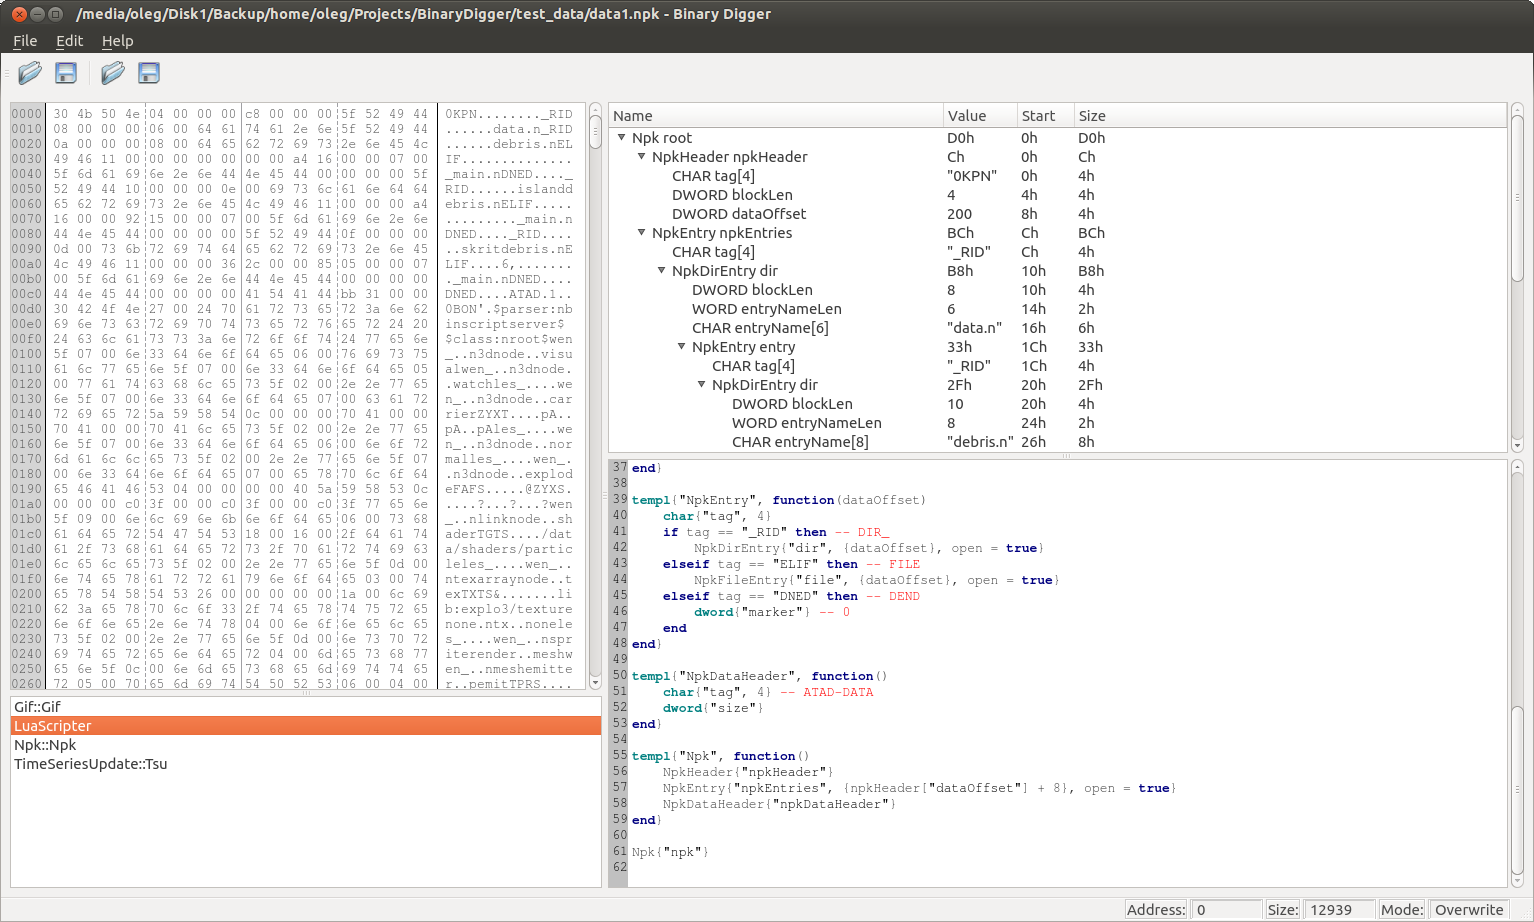 /media/oleg/Disk1/Backup/home/oleg/Projects/BinaryDigger/test_data/data1.npk - Binary Digger
File Edit Help
0000 30 4b 50 4e 04 00 00 00 c8 00 00 00 5f 52 49 44 0KPN........_RID
0010 08 00 00 00 06 00 64 61 74 61 2e 6e 5f 52 49 44 ......data.n_RID
0020 0a 00 00 00 08 00 64 65 62 72 69 73 2e 6e 45 4c ......debris.nEL
0030 49 46 11 00 00 00 00 00 00 00 a4 16 00 00 07 00 IF..............
0040 5f 6d 61 69 6e 2e 6e 44 4e 45 44 00 00 00 00 5f _main.nDNED...._
0050 52 49 44 10 00 00 00 0e 00 69 73 6c 61 6e 64 64 RID......islandd
0060 65 62 72 69 73 2e 6e 45 4c 49 46 11 00 00 00 a4 ebris.nELIF.....
0070 16 00 00 92 15 00 00 07 00 5f 6d 61 69 6e 2e 6e ........._main.n
0080 44 4e 45 44 00 00 00 00 5f 52 49 44 0f 00 00 00 DNED...._RID....
0090 0d 00 73 6b 72 69 74 64 65 62 72 69 73 2e 6e 45 ..skritdebris.nE
00a0 4c 49 46 11 00 00 00 36 2c 00 00 85 05 00 00 07 LIF....6,.......
00b0 00 5f 6d 61 69 6e 2e 6e 44 4e 45 44 00 00 00 00 ._main.nDNED....
00c0 44 4e 45 44 00 00 00 00 41 54 41 44 bb 31 00 00 DNED....ATAD.1..
00d0 30 42 4f 4e 27 00 24 70 61 72 73 65 72 3a 6e 62 0BON'.$parser:nb
00e0 69 6e 73 63 72 69 70 74 73 65 72 76 65 72 24 20 inscriptserver$
00f0 24 63 6c 61 73 73 3a 6e 72 6f 6f 74 24 77 65 6e $class:nroot$wen
0100 5f 07 00 6e 33 64 6e 6f 64 65 06 00 76 69 73 75 _..n3dnode..visu
0110 61 6c 77 65 6e 5f 07 00 6e 33 64 6e 6f 64 65 05 alwen_..n3dnode.
0120 00 77 61 74 63 68 6c 65 73 5f 02 00 2e 2e 77 65 .watchles_....we
0130 6e 5f 07 00 6e 33 64 6e 6f 64 65 07 00 63 61 72 n_..n3dnode..car
0140 72 69 65 72 5a 59 58 54 0c 00 00 00 00 70 41 00 00 rierZYXT....pA..
0150 70 41 00 00 70 41 6c 65 73 5f 02 00 2e 2e 77 65 pA..pAles_....we
0160 6e 5f 07 00 6e 33 64 6e 6f 64 65 06 00 6e 6f 72 n_..n3dnode..nor
0170 6d 61 6c 6c 65 73 5f 02 00 2e 2e 77 65 6e 5f 07 malles_....wen_.
0180 00 6e 33 64 6e 6f 64 65 07 00 65 78 70 6c 6f 64 .n3dnode..explod
0190 65 46 41 46 53 04 00 00 00 00 40 5a 59 58 53 0c eFAFS.....@ZYXS.
01a0 00 00 00 c0 3f 00 00 c0 3f 00 00 c0 3f 77 65 6e ....?...?...?wen
01b0 5f 09 00 6e 6c 69 6e 6b 6e 6f 64 65 06 00 73 68 _..nlinknode..sh
01c0 61 64 65 72 54 47 54 53 18 00 16 00 2f 64 61 74 aderTGTS..../dat
01d0 61 2f 73 68 61 64 65 72 73 2f 70 61 72 74 69 63 a/shaders/partic
01e0 6c 65 6c 65 73 5f 02 00 2e 2e 77 65 6e 5f 0d 00 leles_....wen_..
01f0 6e 74 65 78 61 72 72 61 79 6e 6f 64 65 03 00 74 ntexarraynode..t
0200 65 78 54 58 54 53 26 00 00 00 00 00 1a 00 6c 69 exTXTS&.......li
0210 62 3a 65 78 70 6c 6f 33 2f 74 65 78 74 75 72 65 b:explo3/texture
0220 6e 6f 6e 65 2e 6e 74 78 04 00 6e 6f 6e 65 6c 65 none.ntx..nonele
0230 73 5f 02 00 2e 2e 77 65 6e 5f 0d 00 6e 73 70 72 s_....wen_..nspr
0240 69 74 65 72 65 6e 64 65 72 04 00 6d 65 73 68 77 iterender..meshw
0250 65 6e 5f 0c 00 6e 6d 65 73 68 65 6d 69 74 74 65 en_..nmeshemitte
0260 72 05 00 70 65 6d 69 74 54 50 52 53 06 00 04 00 r..pemitTPRS....
Gif::Gif
LuaScripter
Npk::Npk
TimeSeriesUpdate::Tsu
Name Value Start Size
Npk root D0h 0h D0h
NpkHeader npkHeader Ch 0h Ch
CHAR tag[4] "0KPN" 0h 4h
DWORD blockLen 4 4h 4h
DWORD dataOffset 200 8h 4h
NpkEntry npkEntries BCh Ch BCh
CHAR tag[4] "_RID" Ch 4h
NpkDirEntry dir B8h 10h B8h
DWORD blockLen 8 10h 4h
WORD entryNameLen 6 14h 2h
CHAR entryName[6] "data.n" 16h 6h
NpkEntry entry 33h 1Ch 33h
CHAR tag[4] "_RID" 1Ch 4h
NpkDirEntry dir 2Fh 20h 2Fh
DWORD blockLen 10 20h 4h
WORD entryNameLen 8 24h 2h
CHAR entryName[8] "debris.n" 26h 8h
37 end}
38
39 templ{"NpkEntry", function(dataOffset)
40 char{"tag", 4}
41 if tag == "_RID" then -- DIR_
42 NpkDirEntry{"dir", {dataOffset}, open = true}
43 elseif tag == "ELIF" then -- FILE
44 NpkFileEntry{"file", {dataOffset}, open = true}
45 elseif tag == "DNED" then -- DEND
46 dword{"marker"} -- 0
47 end
48 end}
49
50 templ{"NpkDataHeader", function()
51 char{"tag", 4} -- ATAD-DATA
52 dword{"size"}
53 end}
54
55 templ{"Npk", function()
56 NpkHeader{"npkHeader"}
57 NpkEntry{"npkEntries", {npkHeader["dataOffset"] + 8}, open = true}
58 NpkDataHeader{"npkDataHeader"}
59 end}
60
61 Npk{"npk"}
62
Address: 0 Size: 12939 Mode: Overwrite